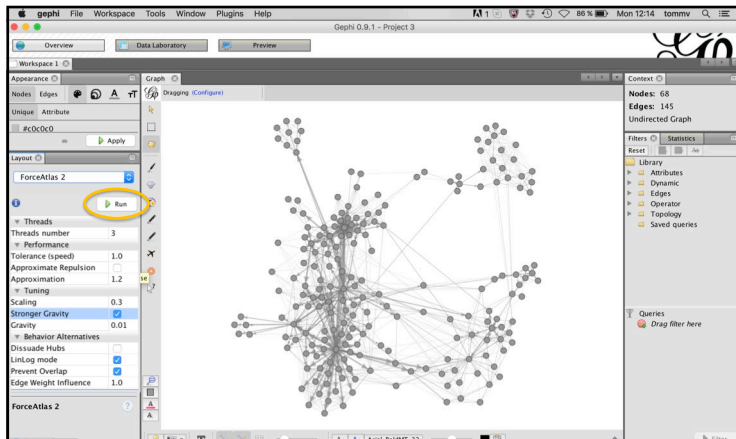 gephi File Workspace Tools Window Plugins Help
1 86% Mon 12:14 tommv
Gephi 0.9.1 - Project 3
Overview Data Laboratory Preview
Workspace 1
Appearance
Nodes Edges
Unique Attribute
#c0c0c0
Apply
Layout
ForceAtlas 2
Run
Threads
Threads number 3
Performance
Tolerance (speed) 1.0
Approximate Repulsion
Approximation 1.2
Tuning
Scaling 0.3
Stronger Gravity
Gravity 0.01
Behavior Alternatives
Dissuade Hubs
LinLog mode
Prevent Overlap
Edge Weight Influence 1.0
ForceAtlas 2 ?
Graph
Dragging (Configure)
se
A
A
Context
Nodes: 68
Edges: 145
Undirected Graph
Filters Statistics
Reset
Library
Attributes
Dynamic
Edges
Operator
Topology
Saved queries
Queries
Drag filter here
Filter